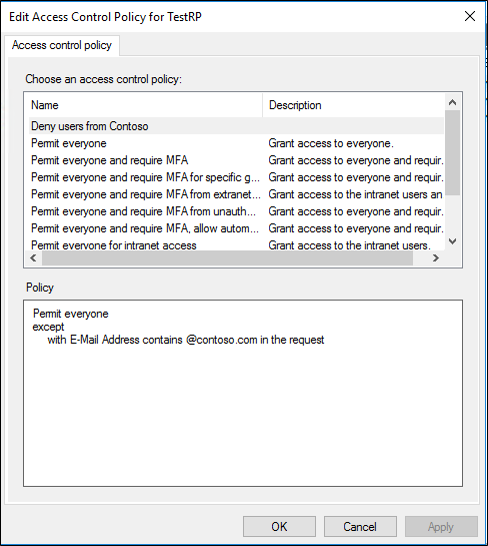 Edit Access Control Policy for TestRP
Access control policy
Choose an access control policy:
Name Description
Deny users from Contoso
Permit everyone Grant access to everyone.
Permit everyone and require MFA Grant access to everyone and requir...
Permit everyone and require MFA for specific g... Grant access to everyone and requir...
Permit everyone and require MFA from extranet... Grant access to the intranet users an
Permit everyone and require MFA from unauth... Grant access to everyone and requir...
Permit everyone and require MFA, allow autom... Grant access to everyone and requir...
Permit everyone for intranet access Grant access to the intranet users.
Policy
Permit everyone
except
with E-Mail Address contains @contoso.com in the request
OK Cancel Apply